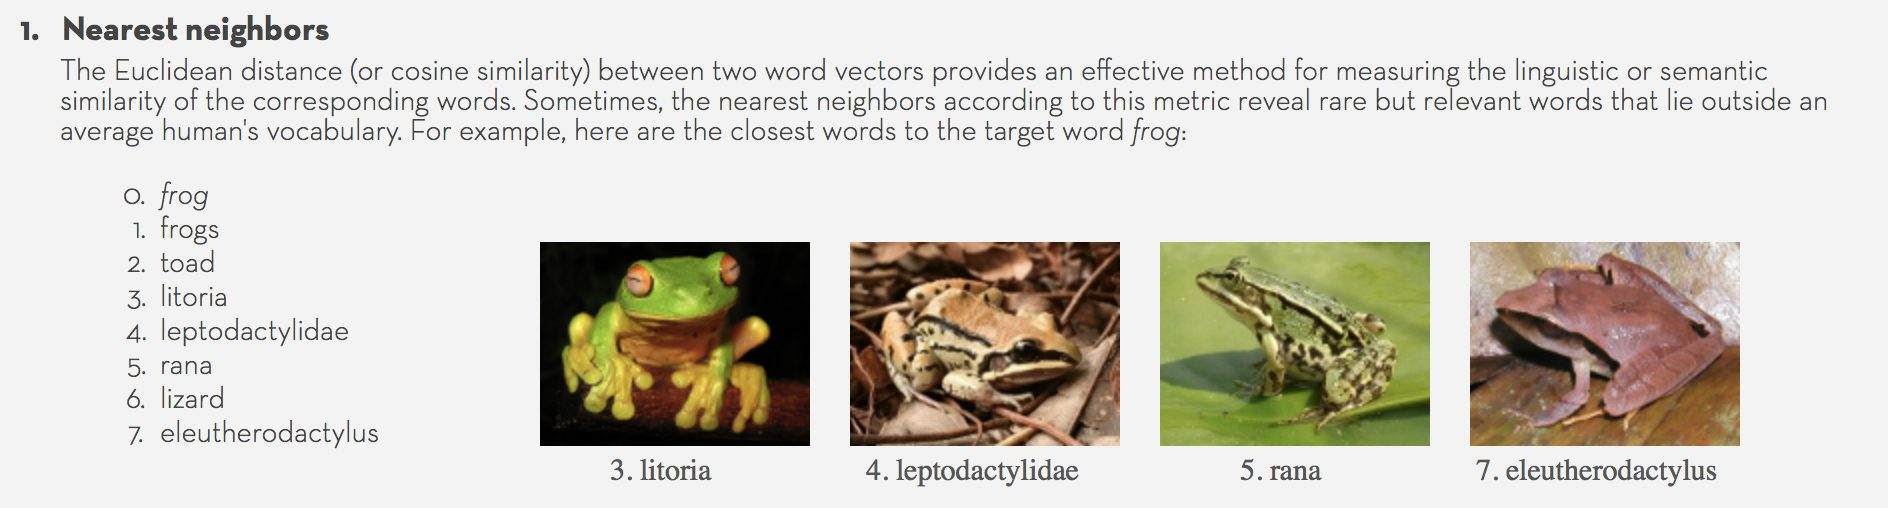 1. Nearest neighbors
The Euclidean distance (or cosine similarity) between two word vectors provides an effective method for measuring the linguistic or semantic
similarity of the corresponding words. Sometimes, the nearest neighbors according to this metric reveal rare but relevant words that lie outside an
average human's vocabulary. For example, here are the closest words to the target word frog:
0. frog
1. frogs
2. toad
3. litoria
4. leptodactylidae
5. rana
6. lizard
7. eleutherodactylus
3. litoria
4. leptodactylidae
5. rana
7. eleutherodactylus